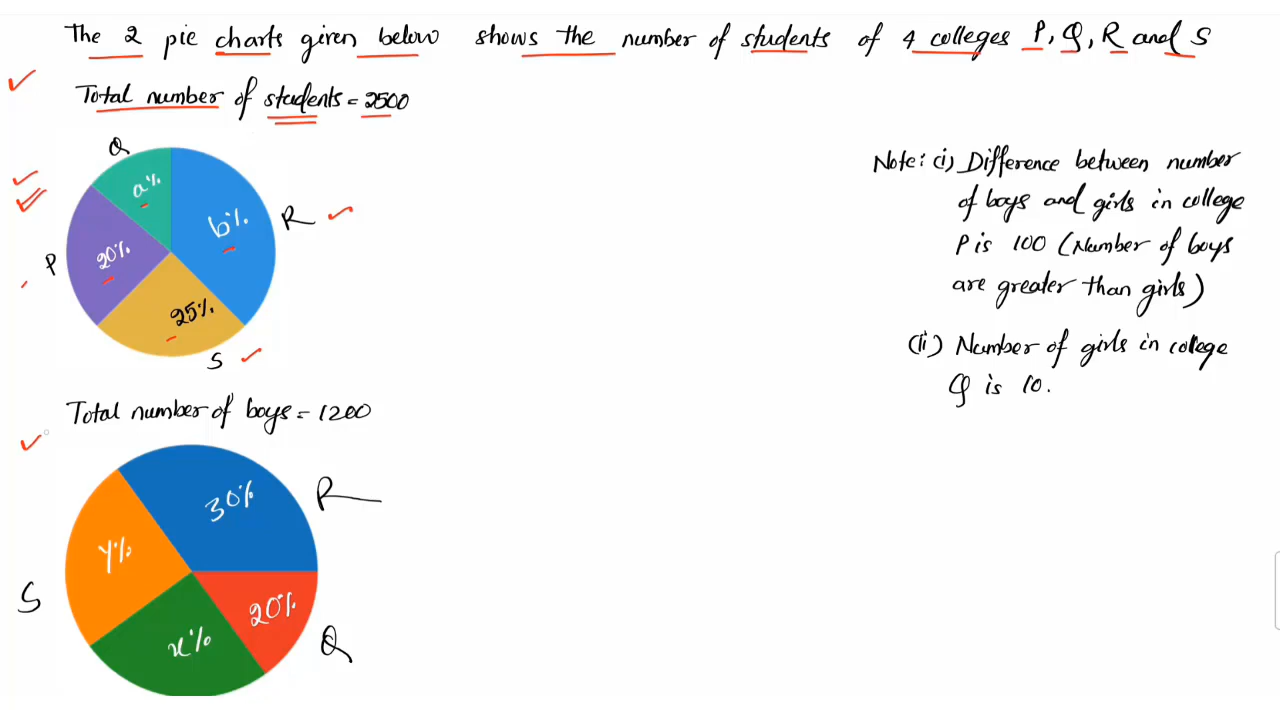 The 2 pie charts given below shows the number of students of 4 colleges P, Q, R and S
Total number of students = 2500
Q
a%
b%
R
P
20%
25%
S
Note: (i) Difference between number
of boys and girls in college
P is 100 (Number of boys
are greater than girls)
(ii) Number of girls in college
Q is 10.
Total number of boys = 1200
30%
R
Y%
S
20%
x%
Q